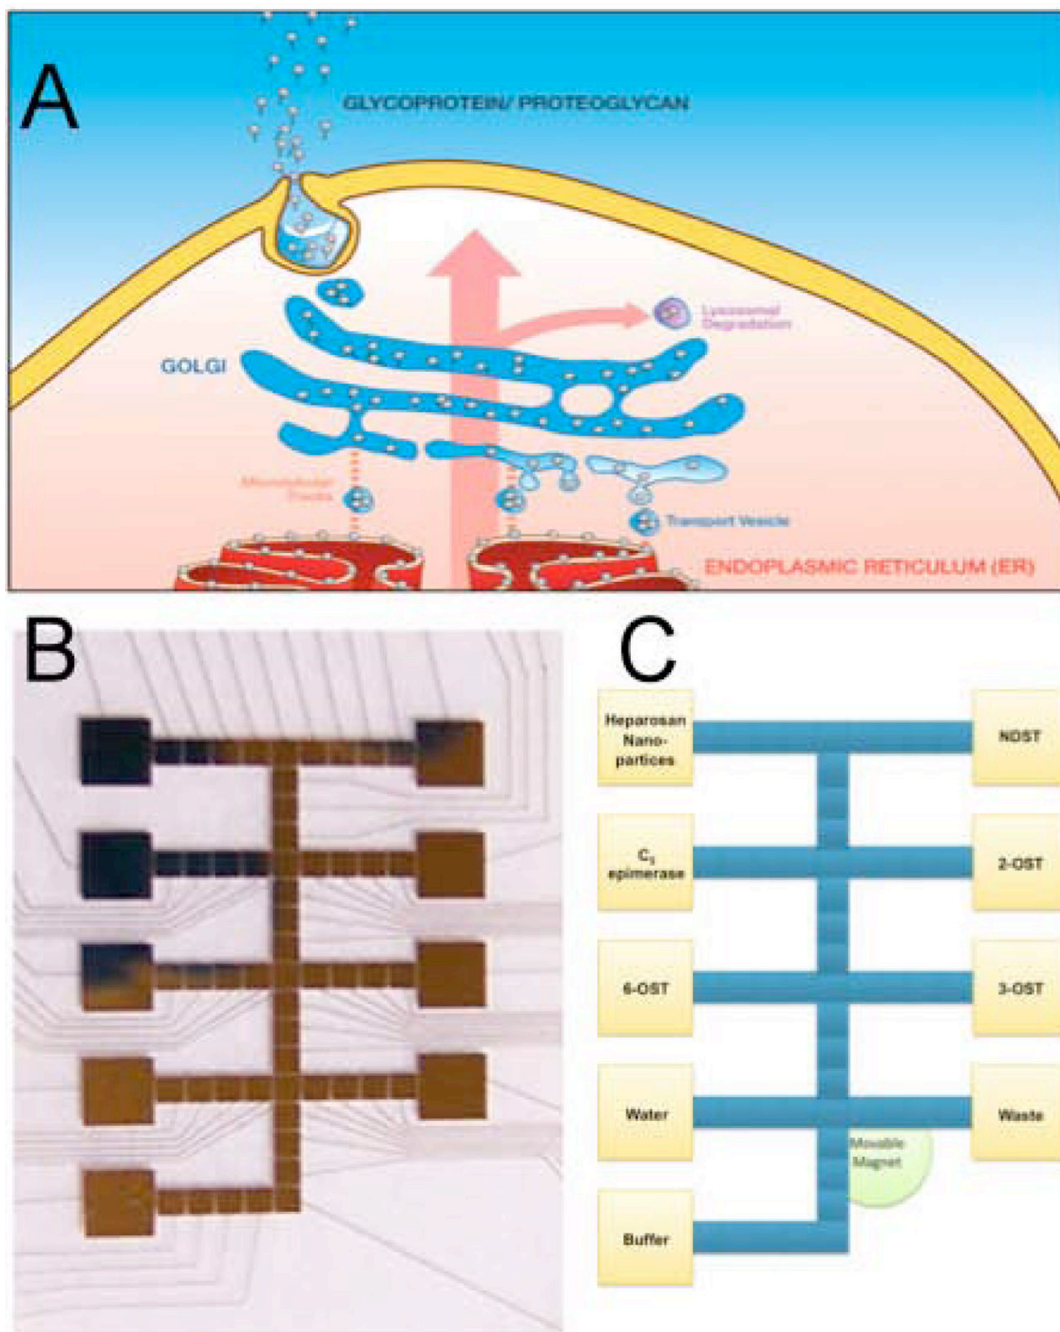 A
GLYCOPROTEIN/ PROTEOGLYCAN
Lysosomal
Degradation
GOLGI
Microtubular
Tracks
Transport Vesicle
ENDOPLASMIC RETICULUM (ER)
B
C
Heparosan
Nano-
partices
NDST
C5
epimerase
2-OST
6-OST
3-OST
Water
Waste
Movable
Magnet
Buffer